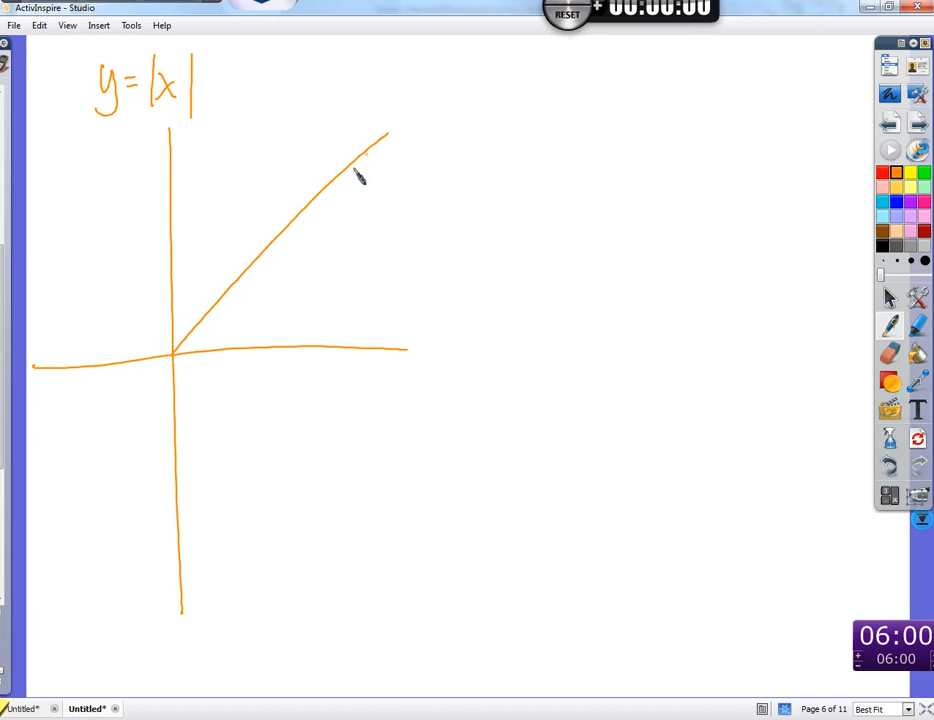 ActivInspire - Studio
RESET
+ 00:00:00
File Edit View Insert Tools Help
y=|x|
T
06:00
+ 06:00
-
Untitled* Untitled*
Page 6 of 11 Best Fit